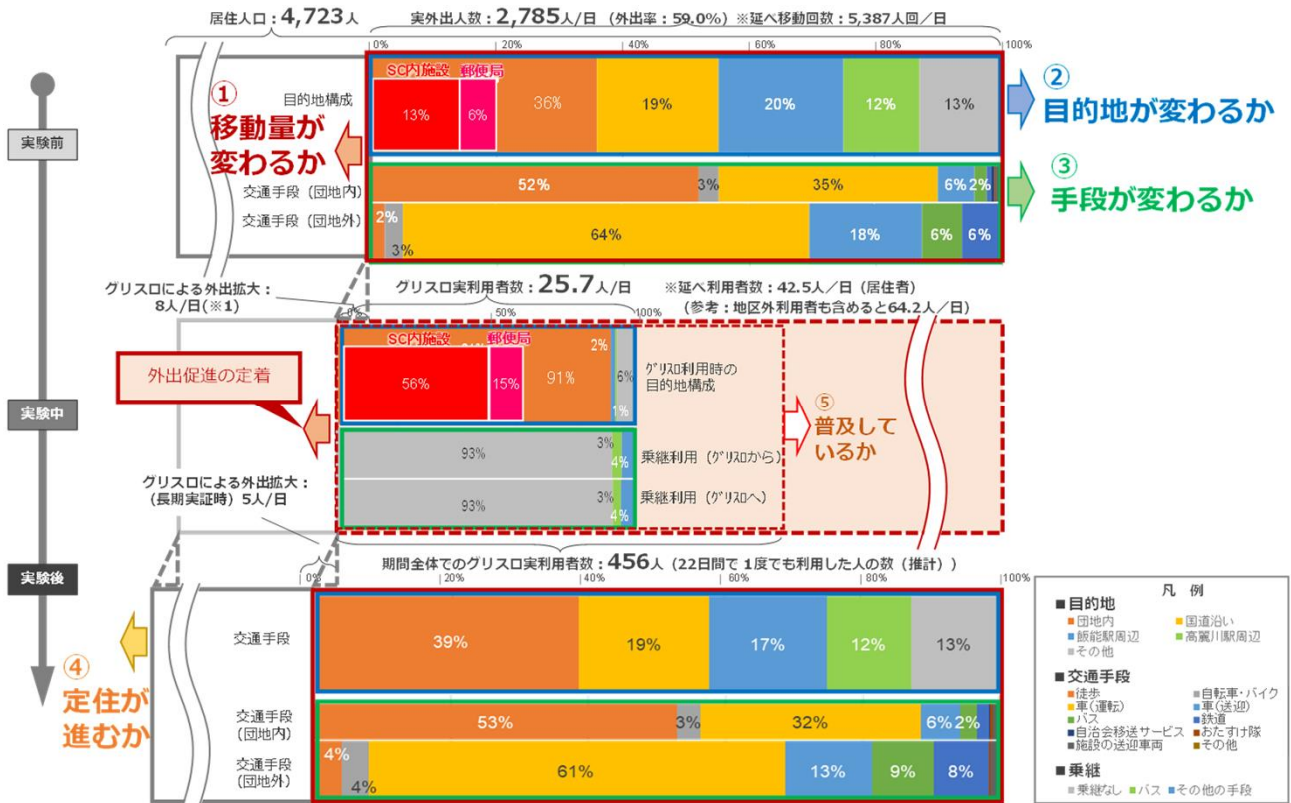 居住人口：4,723人
実外出人数：2,785人/日（外出率：59.0%）※延べ移動回数：5,387人回／日
0% 20% 40% 60% 80% 100%
実験前
①
移動量が
変わるか
目的地構成
SC内施設 郵便局
13% 6% 36% 19% 20% 12% 13%
②
目的地が変わるか
交通手段（団地内）
52% 3% 35% 6% 2%
交通手段（団地外）
2% 3% 64% 18% 6% 6%
③
手段が変わるか
グリスロによる外出拡大：
8人/日(※1)
グリスロ実利用者数：25.7人/日
※延べ利用者数：42.5人／日（居住者）
（参考：地区外利用者も含めると64.2人／日）
0% 50% 100%
実験中
外出促進の定着
SC内施設 郵便局
56% 15% 91% 2% 1% 6%
グリスロ利用時の
目的地構成
93% 3% 4%
乗継利用（グリスロから）
93% 3% 4%
乗継利用（グリスロへ）
⑤
普及して
いるか
グリスロによる外出拡大：
（長期実証時）5人/日
期間全体でのグリスロ実利用者数：456人（22日間で1度でも利用した人の数（推計））
実験後
0% 20% 40% 60% 80% 100%
交通手段
39% 19% 17% 12% 13%
④
定住が
進むか
交通手段
（団地内）
53% 3% 32% 6% 2%
交通手段
（団地外）
4% 4% 61% 13% 9% 8%
凡 例
■目的地
■団地内 ■国道沿い
■飯能駅周辺 ■高麗川駅周辺
■その他
■交通手段
■徒歩 ■自転車・バイク
■車(運転) ■車(送迎)
■バス ■鉄道
■自治会移送サービス ■おたすけ隊
■施設の送迎車両 ■その他
■乗継
■乗継なし ■バス ■その他の手段